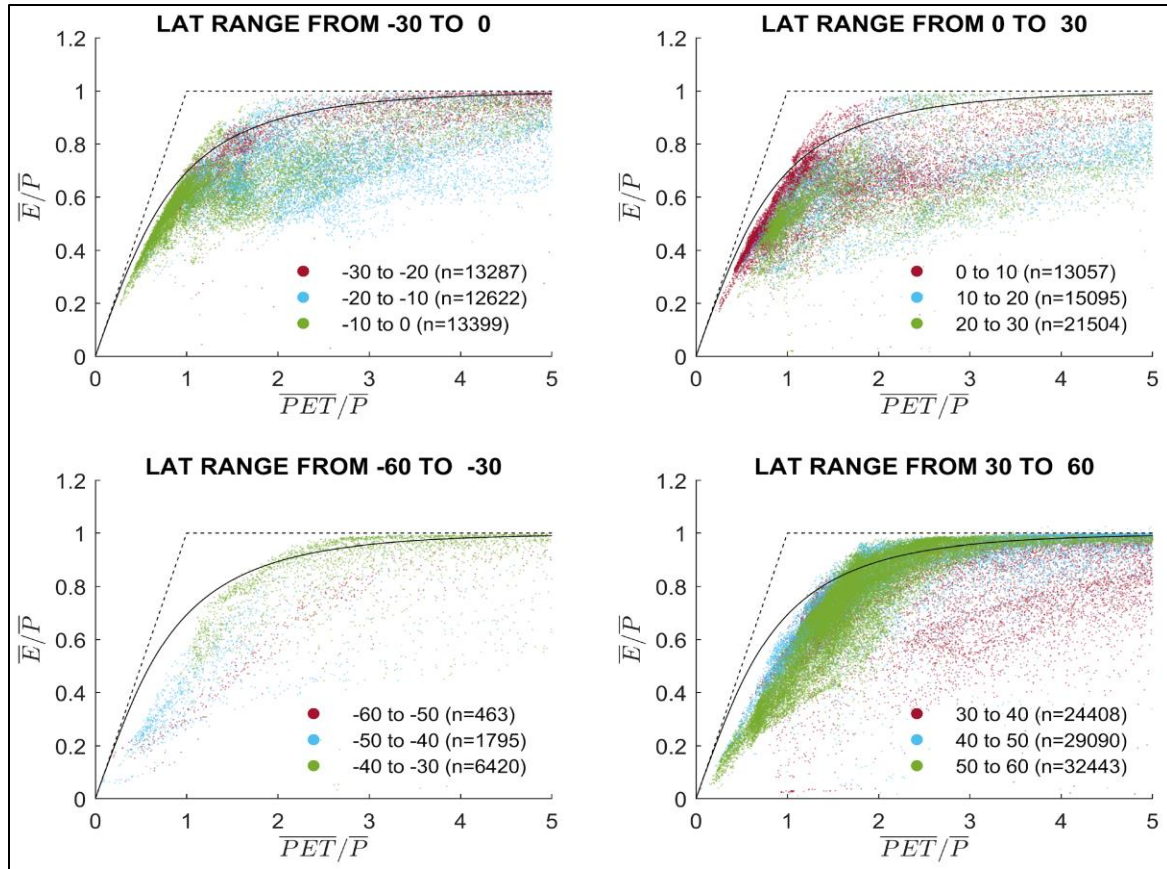 LAT RANGE FROM -30 TO 0
1.2
1
0.8
0.6
0.4
0.2
0
E/P
-30 to -20 (n=13287)
-20 to -10 (n=12622)
-10 to 0 (n=13399)
0 1 2 3 4 5
PET/P
LAT RANGE FROM 0 TO 30
1.2
1
0.8
0.6
0.4
0.2
0
E/P
0 to 10 (n=13057)
10 to 20 (n=15095)
20 to 30 (n=21504)
0 1 2 3 4 5
PET/P
LAT RANGE FROM -60 TO -30
1.2
1
0.8
0.6
0.4
0.2
0
E/P
-60 to -50 (n=463)
-50 to -40 (n=1795)
-40 to -30 (n=6420)
0 1 2 3 4 5
PET/P
LAT RANGE FROM 30 TO 60
1.2
1
0.8
0.6
0.4
0.2
0
E/P
30 to 40 (n=24408)
40 to 50 (n=29090)
50 to 60 (n=32443)
0 1 2 3 4 5
PET/P